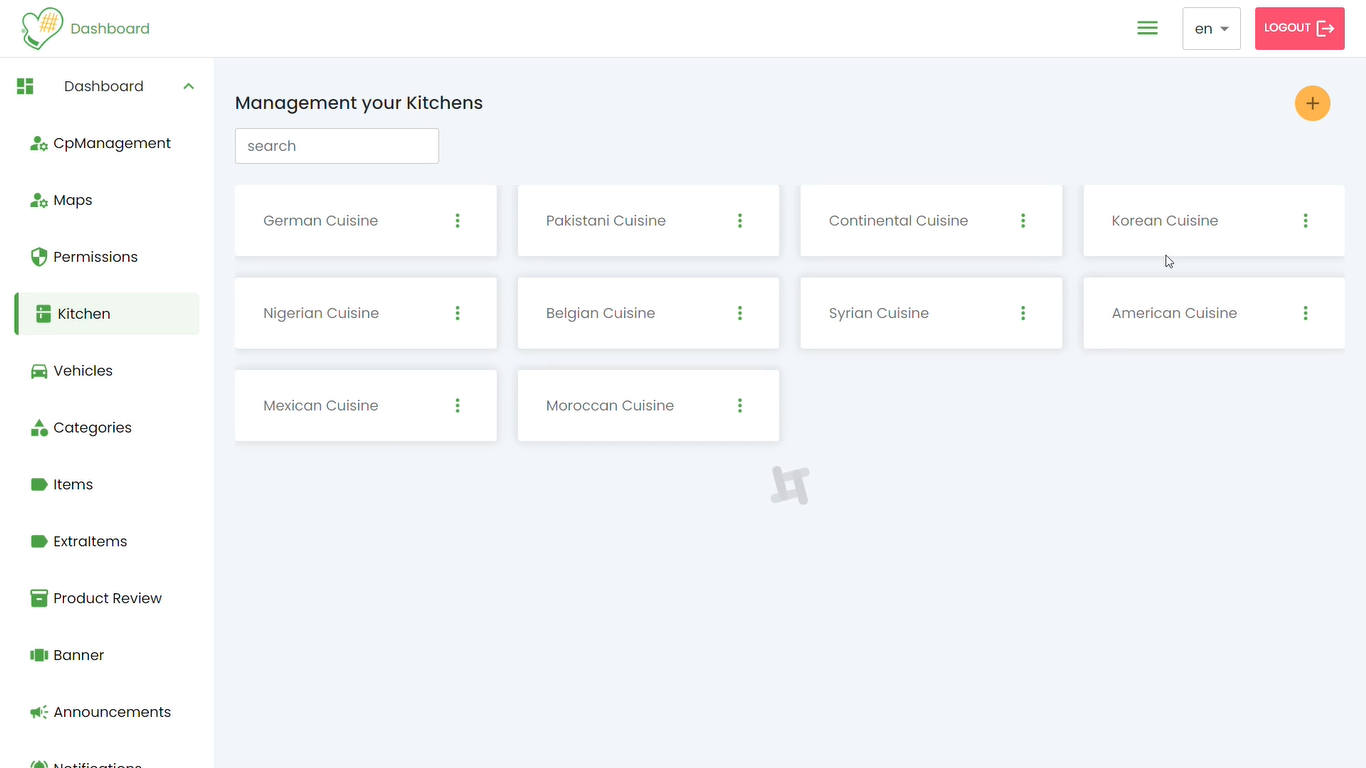 Dashboard
en
LOGOUT
Dashboard
CpManagement
Maps
Permissions
Kitchen
Vehicles
Categories
Items
ExtraItems
Product Review
Banner
Announcements
Notifications
Management your Kitchens
search
German Cuisine
Pakistani Cuisine
Continental Cuisine
Korean Cuisine
Nigerian Cuisine
Belgian Cuisine
Syrian Cuisine
American Cuisine
Mexican Cuisine
Moroccan Cuisine